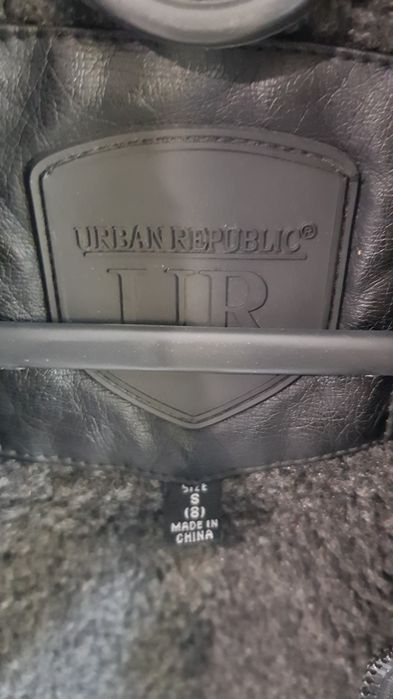 URBAN REPUBLIC®
UR
SIZE
S
(8)
MADE IN
CHINA